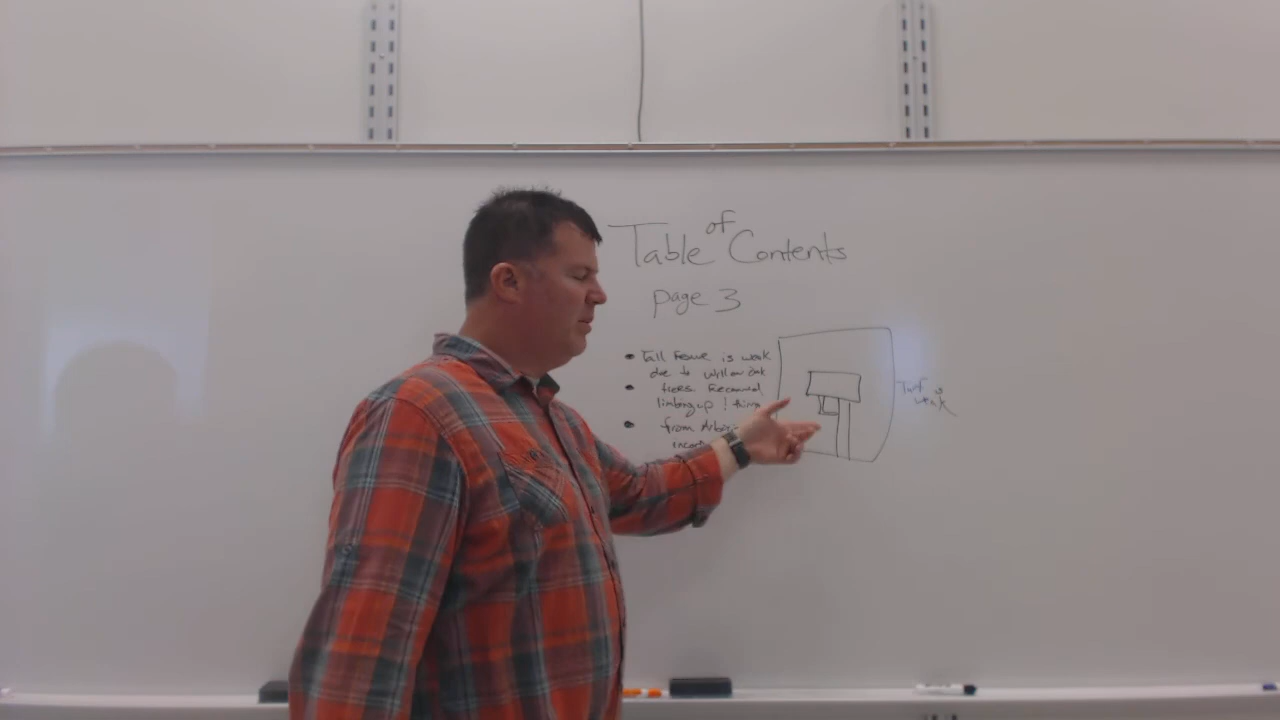 Table of Contents
page 3
Tall Fescue is weak
due to willow oak
trees Recommend
limbing up / thin
from Arbor
Turf is
weak